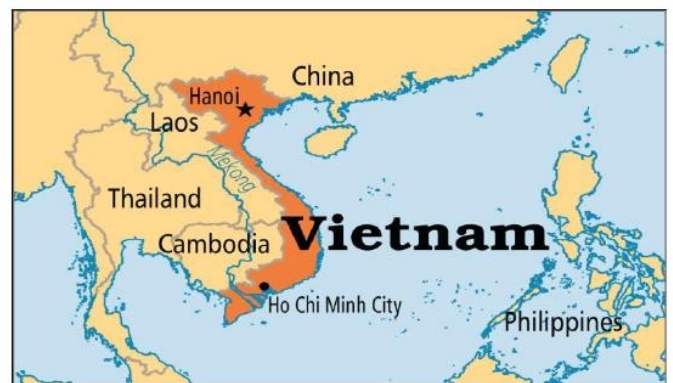 China
Hanoi
Laos
Mekong
Thailand
Vietnam
Cambodia
Ho Chi Minh City
Philippines